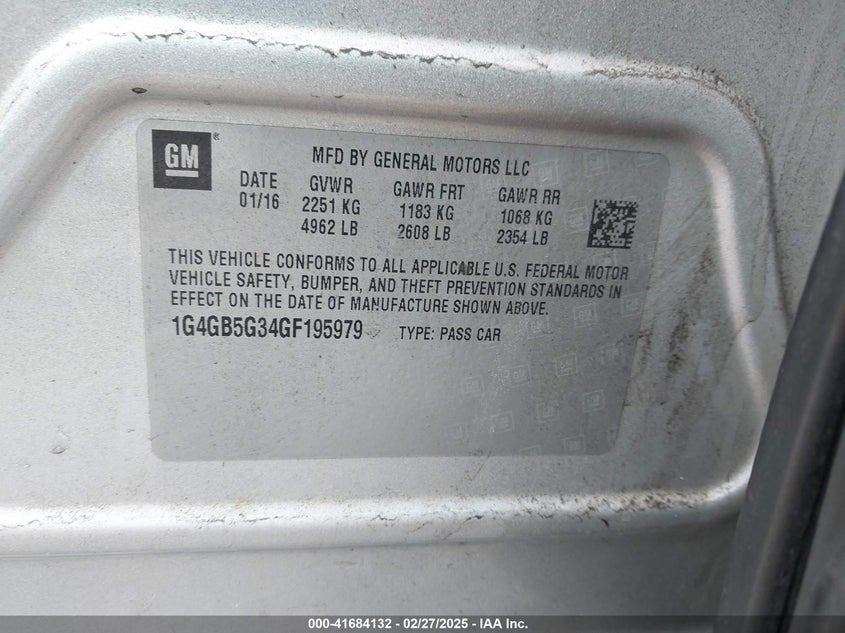 GM ®
MFD BY GENERAL MOTORS LLC
DATE GVWR GAWR FRT GAWR RR
01/16 2251 KG 1183 KG 1068 KG
4962 LB 2608 LB 2354 LB
THIS VEHICLE CONFORMS TO ALL APPLICABLE U.S. FEDERAL MOTOR
VEHICLE SAFETY, BUMPER, AND THEFT PREVENTION STANDARDS IN
EFFECT ON THE DATE OF MANUFACTURE SHOWN ABOVE.
1G4GB5G34GF195979 TYPE: PASS CAR
000-41684132 - 02/27/2025 - IAA Inc.